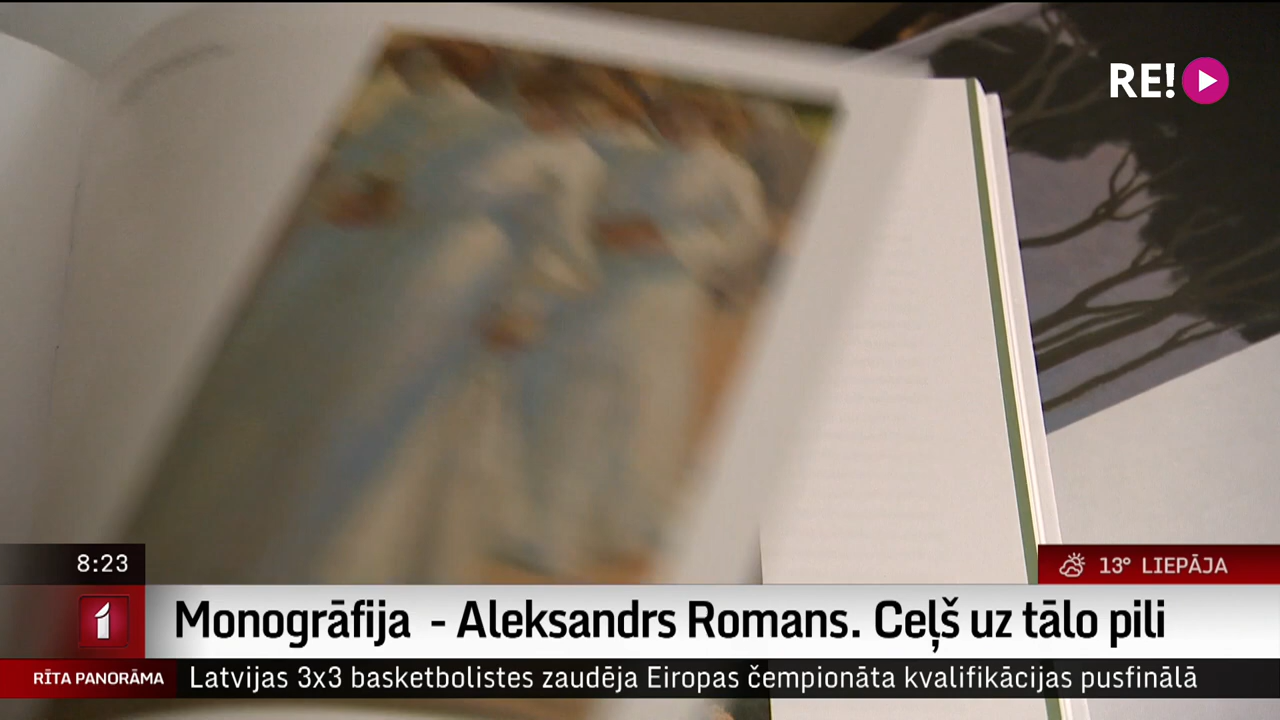 RE!
8:23
13° LIEPĀJA
1
Monogrāfija - Aleksandrs Romans. Ceļš uz tālo pili
RĪTA PANORĀMA
Latvijas 3x3 basketbolistes zaudēja Eiropas čempionāta kvalifikācijas pusfinālā